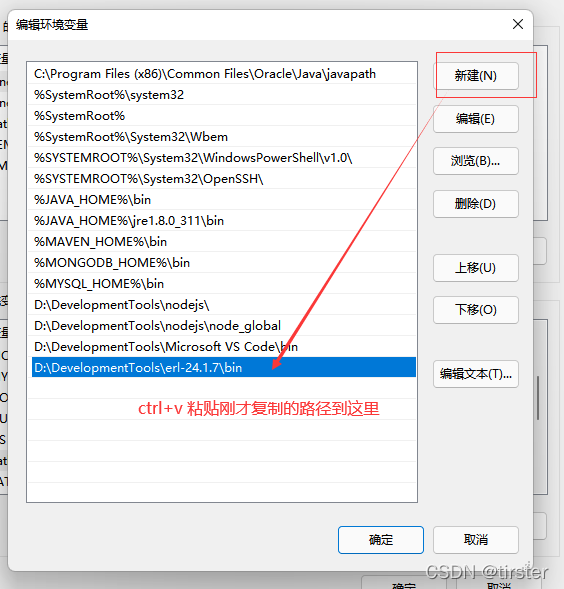 编辑环境变量
C:\Program Files (x86)\Common Files\Oracle\Java\javapath
%SystemRoot%\system32
%SystemRoot%
%SystemRoot%\System32\Wbem
%SYSTEMROOT%\System32\WindowsPowerShell\v1.0\
%SYSTEMROOT%\System32\OpenSSH\
%JAVA_HOME%\bin
%JAVA_HOME%\jre1.8.0_311\bin
%MAVEN_HOME%\bin
%MONGODB_HOME%\bin
%MYSQL_HOME%\bin
D:\DevelopmentTools\nodejs\
D:\DevelopmentTools\nodejs\node_global
D:\DevelopmentTools\Microsoft VS Code\bin
D:\DevelopmentTools\erl-24.1.7\bin
ctrl+v 粘贴刚才复制的路径到这里
新建(N)
编辑(E)
浏览(B)...
删除(D)
上移(U)
下移(O)
编辑文本(T)...
确定
取消
CSDN @tirster
确定
取消